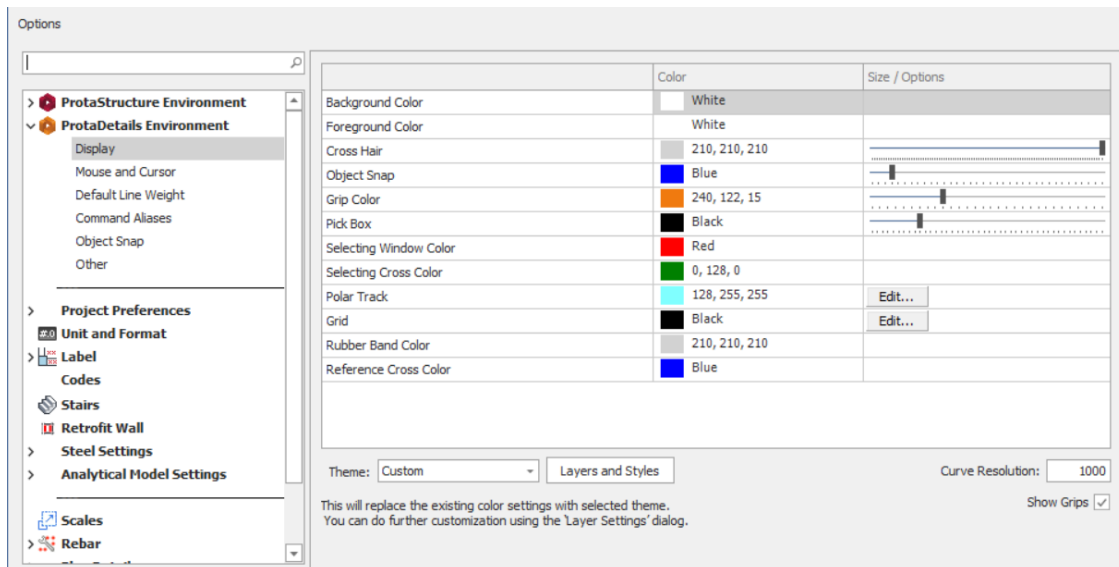 Options
ProtaStructure Environment
ProtaDetails Environment
Display
Mouse and Cursor
Default Line Weight
Command Aliases
Object Snap
Other
Project Preferences
#.0 Unit and Format
Label
Codes
Stairs
Retrofit Wall
Steel Settings
Analytical Model Settings
Scales
Rebar
Color Size / Options
Background Color White
Foreground Color White
Cross Hair 210, 210, 210
Object Snap Blue
Grip Color 240, 122, 15
Pick Box Black
Selecting Window Color Red
Selecting Cross Color 0, 128, 0
Polar Track 128, 255, 255 Edit...
Grid Black Edit...
Rubber Band Color 210, 210, 210
Reference Cross Color Blue
Theme: Custom Layers and Styles Curve Resolution: 1000
This will replace the existing color settings with selected theme. Show Grips
You can do further customization using the 'Layer Settings' dialog.